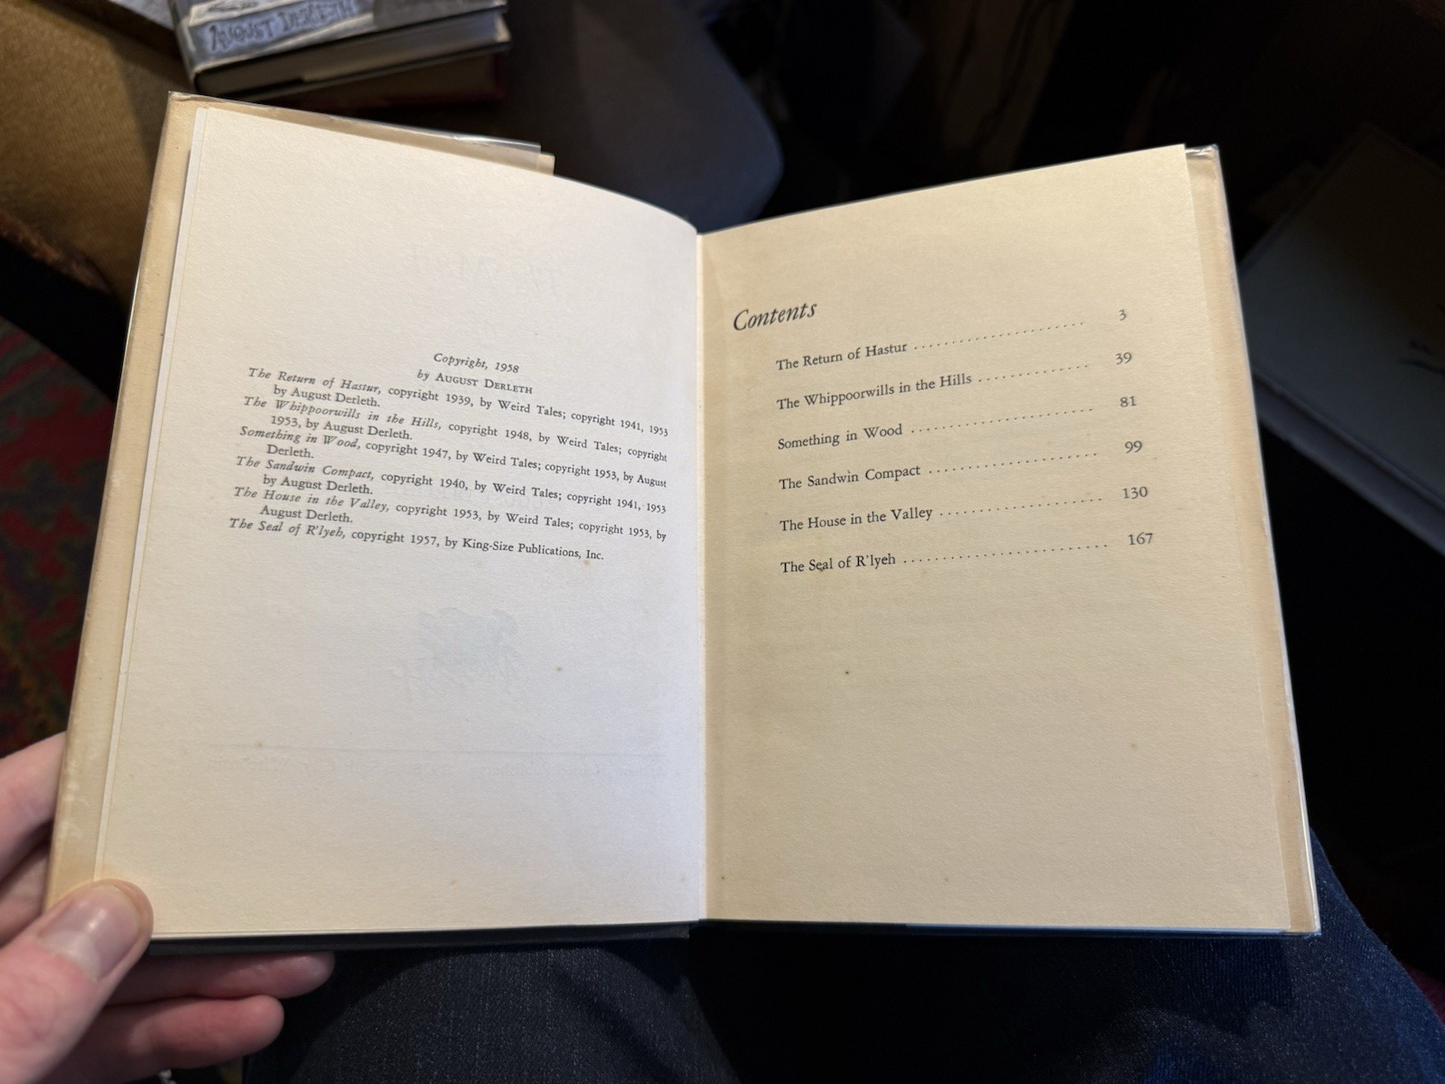 AUGUST DERLETH
Copyright, 1958
by AUGUST DERLETH
The Return of Hastur, copyright 1939, by Weird Tales; copyright 1941, 1953
by August Derleth.
The Whippoorwills in the Hills, copyright 1948, by Weird Tales; copyright
1953, by August Derleth.
Something in Wood, copyright 1947, by Weird Tales; copyright 1953, by August
Derleth.
The Sandwin Compact, copyright 1940, by Weird Tales; copyright 1941, 1953
by August Derleth.
The House in the Valley, copyright 1953, by Weird Tales; copyright 1953, by
August Derleth.
The Seal of R'lyeh, copyright 1957, by King-Size Publications, Inc.
Contents
The Return of Hastur . . . . . . . . . . . . . . . . . . . . . . . . 3
The Whippoorwills in the Hills . . . . . . . . . . . . . . . . 39
Something in Wood . . . . . . . . . . . . . . . . . . . . . . . . . 81
The Sandwin Compact . . . . . . . . . . . . . . . . . . . . . . . 99
The House in the Valley . . . . . . . . . . . . . . . . . . . . . . 130
The Seal of R'lyeh . . . . . . . . . . . . . . . . . . . . . . . . . . . 167